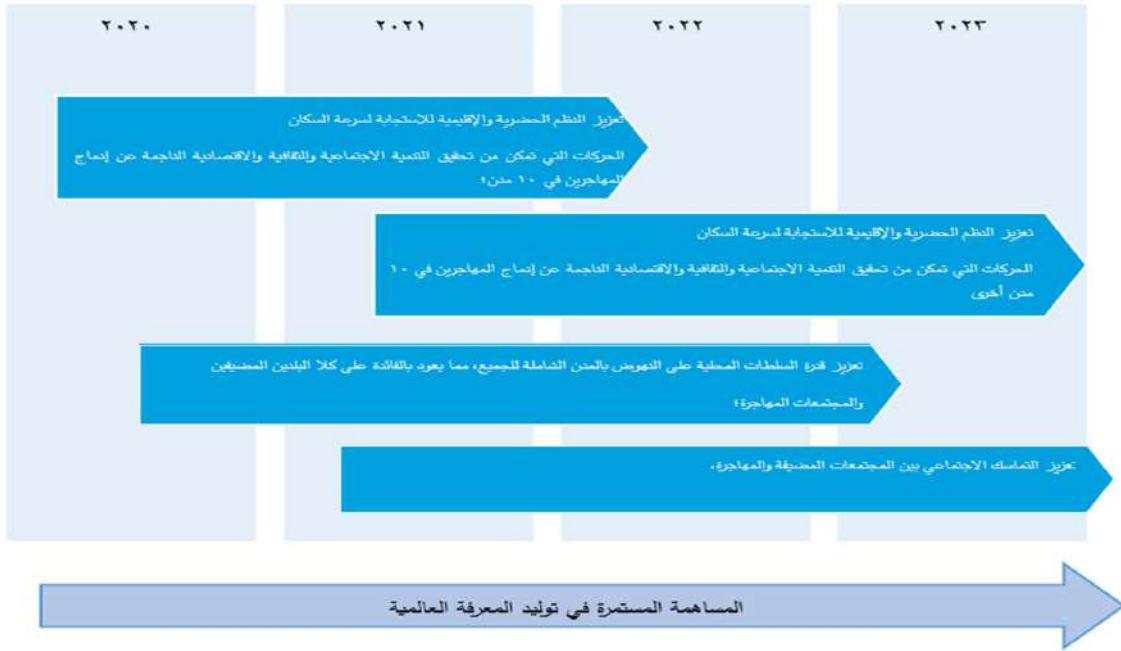 ٢٠٢٠
٢٠٢١
٢٠٢٢
٢٠٢٣
تعزيز النظم الحضرية والإقليمية للاستجابة لسرعة السكان
الحركات التي تمكن من تحقيق التنمية الاجتماعية والثقافية والاقتصادية الناجمة عن إدماج
المهاجرين في ١٠ مدن؛
تعزيز النظم الحضرية والإقليمية للاستجابة لسرعة السكان
الحركات التي تمكن من تحقيق التنمية الاجتماعية والثقافية والاقتصادية الناجمة عن إدماج المهاجرين في ١٠
مدن أخرى
تعزيز قدرة السلطات المحلية على النهوض بالمدن الشاملة للجميع، مما يعود بالفائدة على كلا البلدين المضيفين
والمجتمعات المهاجرة؛
تعزيز التماسك الاجتماعي بين المجتمعات المضيفة والمهاجرة.
المساهمة المستمرة في توليد المعرفة العالمية